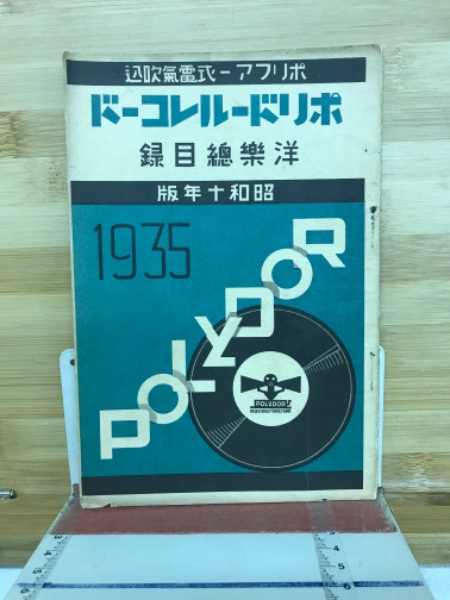 ポリフアー式電氣吹込
ポリドールレコード
洋樂總目録
昭和十年版
1935
POLYDOR
POLYDOR